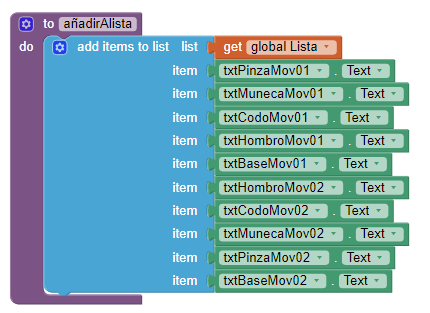 to añadirAlista
do add items to list list get global Lista
item txtPinzaMov01 . Text
item txtMunecaMov01 . Text
item txtCodoMov01 . Text
item txtHombroMov01 . Text
item txtBaseMov01 . Text
item txtHombroMov02 . Text
item txtCodoMov02 . Text
item txtMunecaMov02 . Text
item txtPinzaMov02 . Text
item txtBaseMov02 . Text